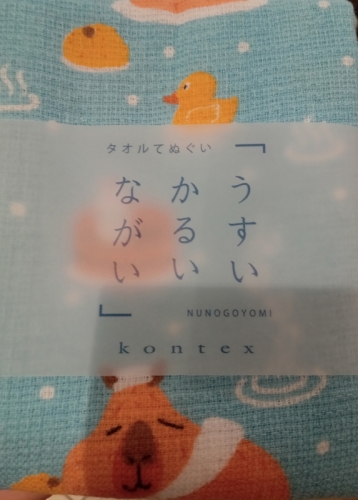 タオルてぬぐい
「うすい
かるい
ながい」
NUNOGOYOMI
kontex